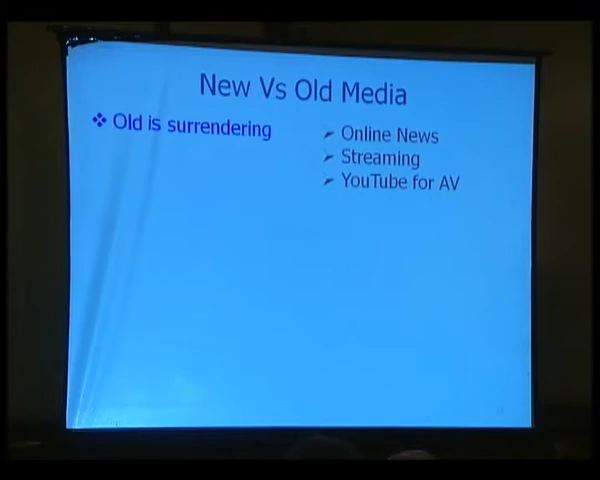 New Vs Old Media
Old is surrendering
Online News
Streaming
YouTube for AV